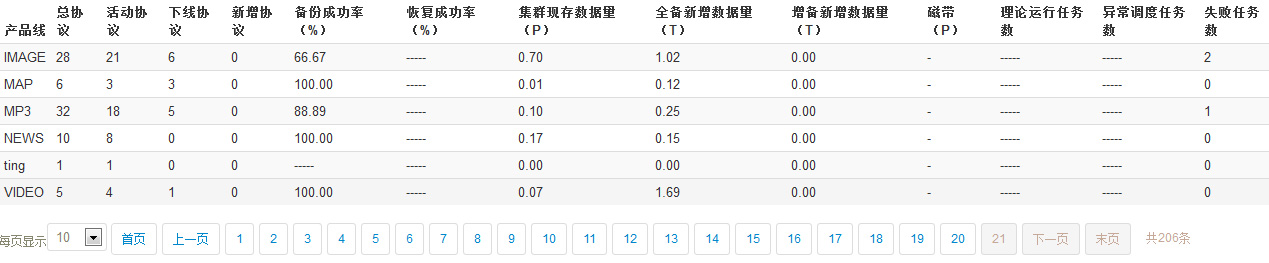 产品线 总协议 活动协议 下线协议 新增协议 备份成功率（%） 恢复成功率（%） 集群现存数据量（P） 全备新增数据量（T） 增备新增数据量（T） 磁带（P） 理论运行任务数 异常调度任务数 失败任务数
IMAGE 28 21 6 0 66.67 ----- 0.70 1.02 0.00 - ----- ----- 2
MAP 6 3 3 0 100.00 ----- 0.01 0.12 0.00 - ----- ----- 0
MP3 32 18 5 0 88.89 ----- 0.10 0.25 0.00 - ----- ----- 1
NEWS 10 8 0 0 100.00 ----- 0.17 0.15 0.00 - ----- ----- 0
ting 1 1 0 0 ----- ----- 0.00 0.00 0.00 - ----- ----- 0
VIDEO 5 4 1 0 100.00 ----- 0.07 1.69 0.00 - ----- ----- 0
每页显示 10 首页 上一页 1 2 3 4 5 6 7 8 9 10 11 12 13 14 15 16 17 18 19 20 21 下一页 末页 共206条